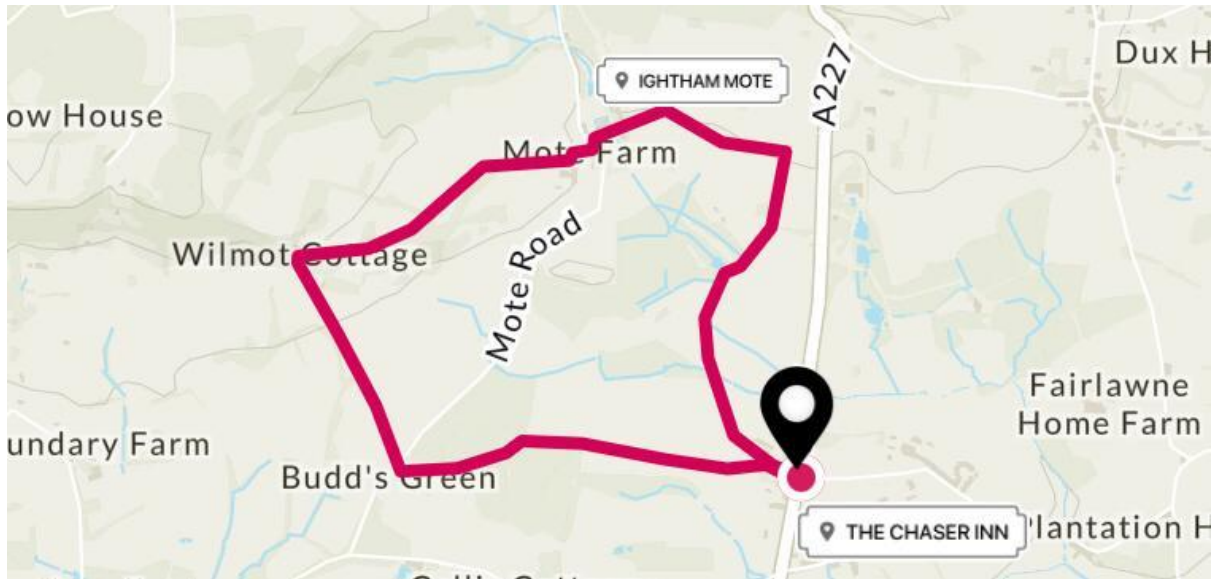 Dux H
IGHTHAM MOTE
A227
ow House
Mote Farm
Wilmot Cottage
Mote Road
Fairlawne
Home Farm
undary Farm
Budd's Green
THE CHASER INN
Plantation H